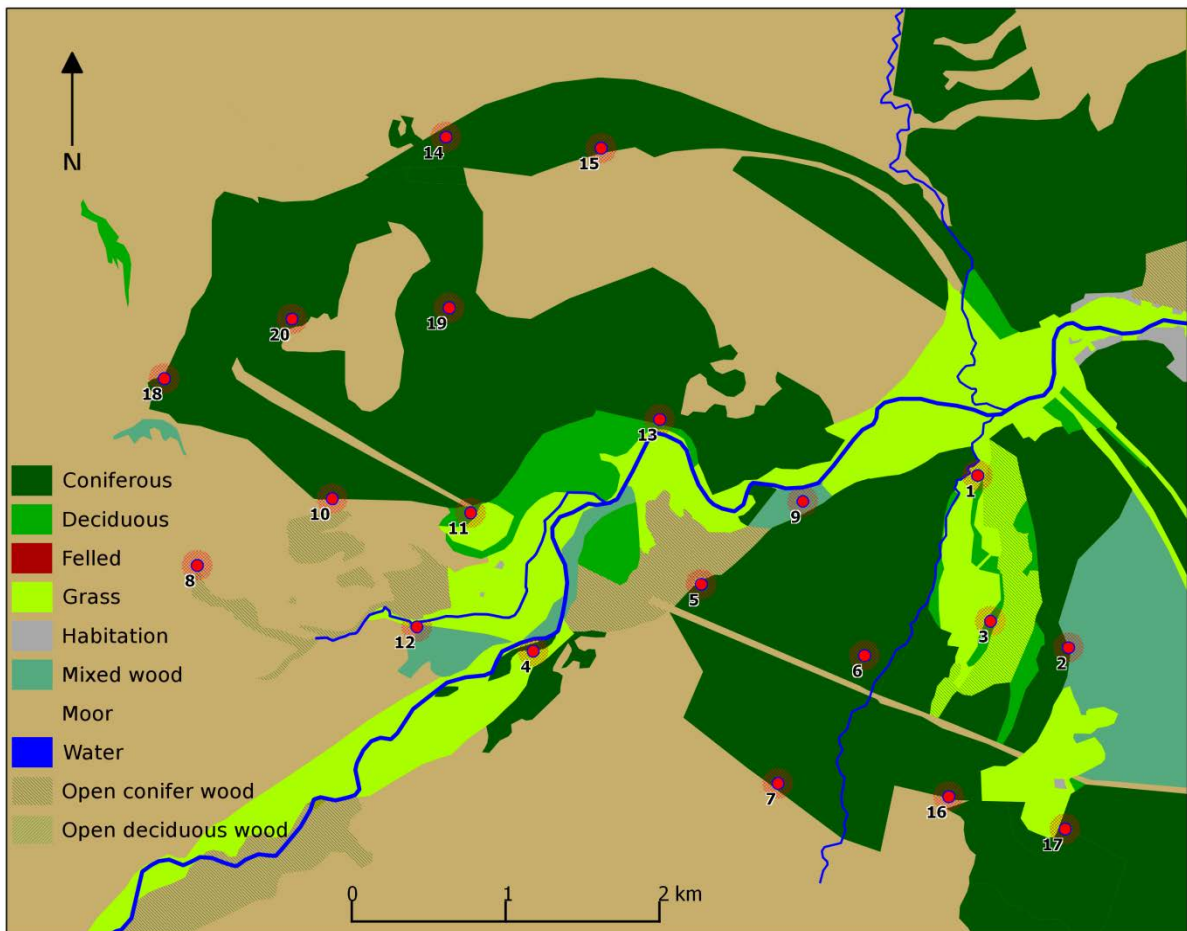 14
15
N
19
20
18
13
1
Coniferous
10
9
Deciduous
11
Felled
8
5
Grass
3
Habitation
12
2
4
6
Mixed wood
Moor
Water
7
Open conifer wood
16
Open deciduous wood
17
0 1 2 km